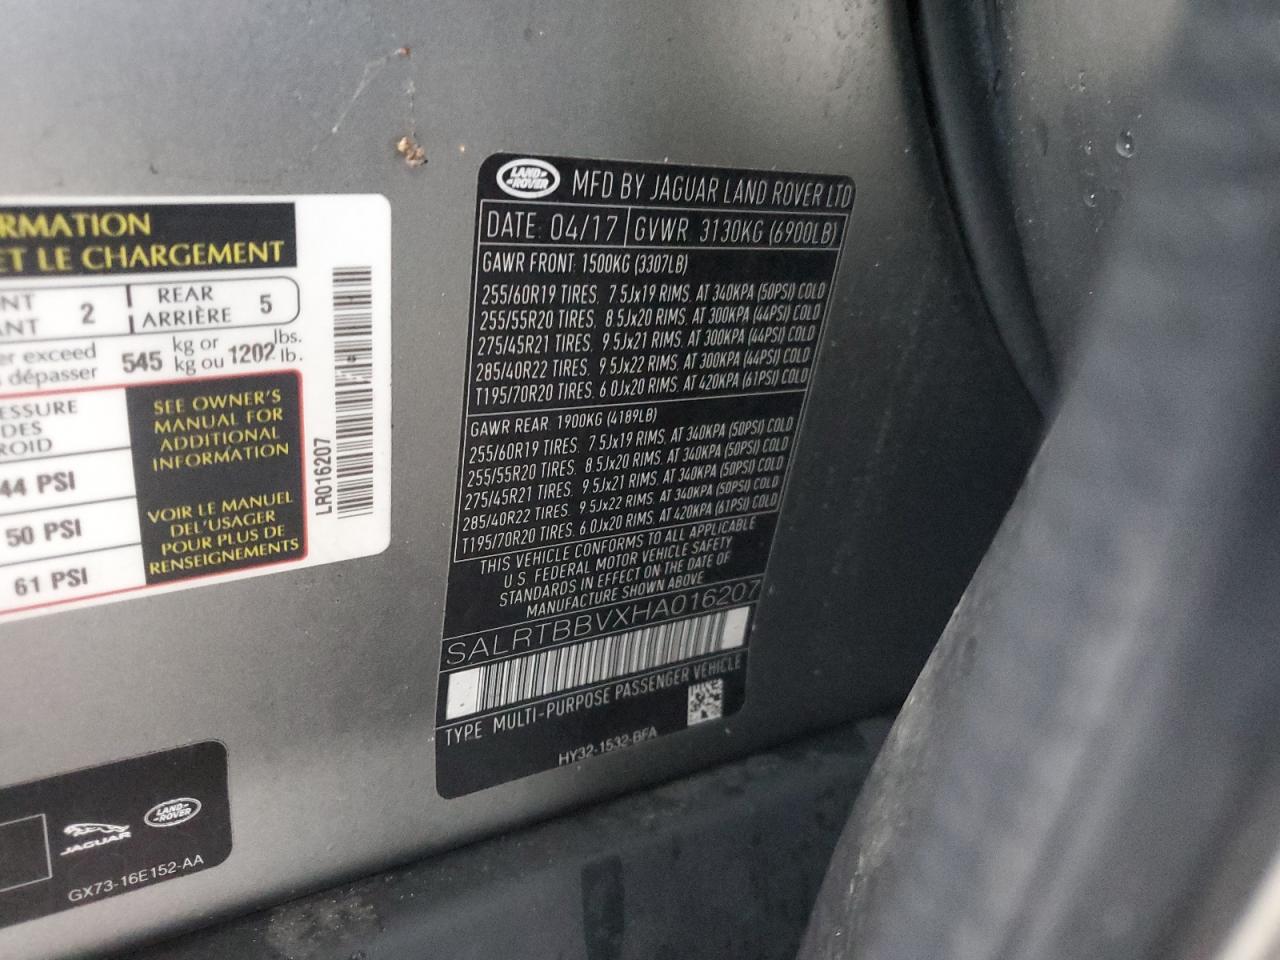 RMATION
ET LE CHARGEMENT
2
REAR
ARRIÈRE
5
exceed
dépasser
545
kg or
kg ou
1202
lbs.
lb.
DES
44 PSI
50 PSI
61 PSI
SEE OWNER'S
MANUAL FOR
ADDITIONAL
INFORMATION
VOIR LE MANUEL
DEL'USAGER
POUR PLUS DE
RENSEIGNEMENTS
LR016207
JAGUAR
LAND-
-ROVER
GX73-16E152-AA
LAND-
-ROVER
MFD BY JAGUAR LAND ROVER LTD
DATE: 04/17 GVWR 3130KG (6900LB)
GAWR FRONT 1500KG (3307LB)
255/60R19 TIRES, 7.5Jx19 RIMS, AT 340KPA (50PSI) COLD
255/55R20 TIRES, 8.5Jx20 RIMS, AT 300KPA (44PSI) COLD
275/45R21 TIRES, 9.5Jx21 RIMS, AT 300KPA (44PSI) COLD
285/40R22 TIRES, 9.5Jx22 RIMS, AT 300KPA (44PSI) COLD
T195/70R20 TIRES, 6.0Jx20 RIMS, AT 420KPA (61PSI) COLD
GAWR REAR 1900KG (4189LB)
255/60R19 TIRES, 7.5Jx19 RIMS, AT 340KPA (50PSI) COLD
255/55R20 TIRES, 8.5Jx20 RIMS, AT 340KPA (50PSI) COLD
275/45R21 TIRES, 9.5Jx21 RIMS, AT 340KPA (50PSI) COLD
285/40R22 TIRES, 9.5Jx22 RIMS, AT 340KPA (50PSI) COLD
T195/70R20 TIRES, 6.0Jx20 RIMS, AT 420KPA (61PSI) COLD
THIS VEHICLE CONFORMS TO ALL APPLICABLE
U.S. FEDERAL MOTOR VEHICLE SAFETY
STANDARDS IN EFFECT ON THE DATE OF
MANUFACTURE SHOWN ABOVE
SALRTBBVXHA016207
TYPE MULTI-PURPOSE PASSENGER VEHICLE
HY32-1532-BFA